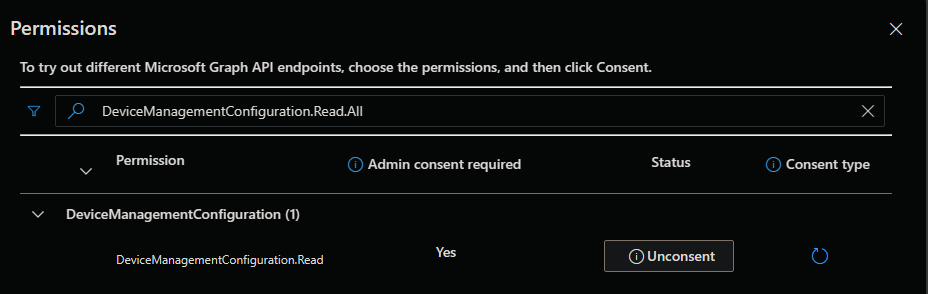 Permissions
To try out different Microsoft Graph API endpoints, choose the permissions, and then click Consent.
DeviceManagementConfiguration.Read.All
Permission Admin consent required Status Consent type
DeviceManagementConfiguration (1)
DeviceManagementConfiguration.Read Yes Unconsent